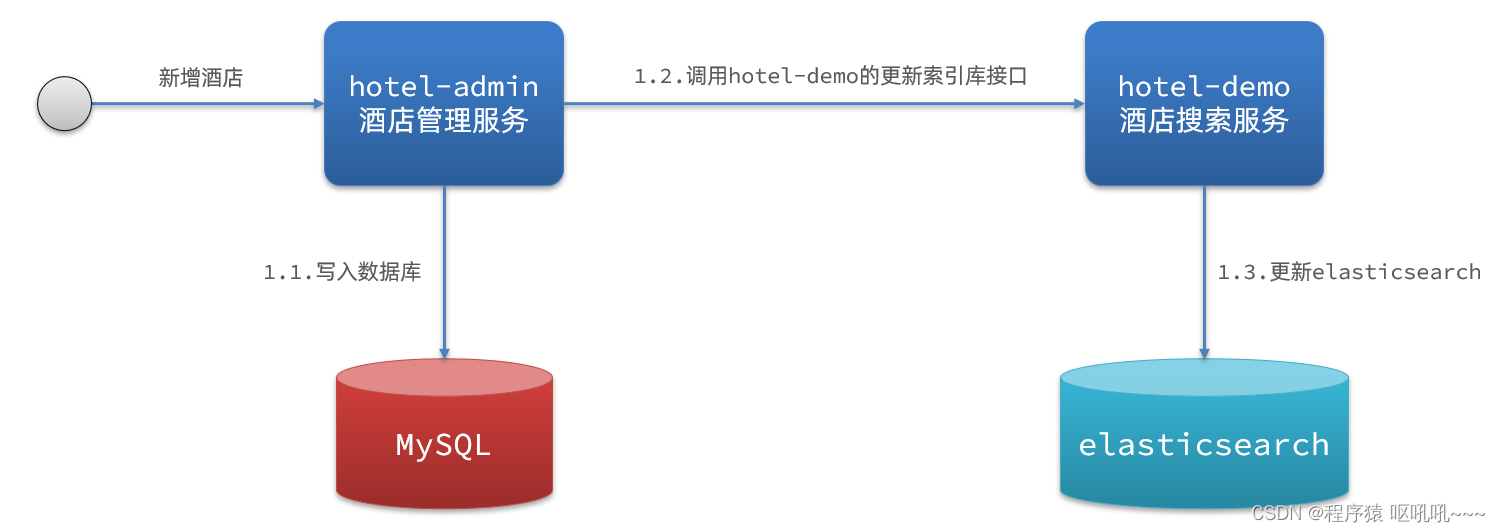 新增酒店
hotel-admin
酒店管理服务
1.2.调用hotel-demo的更新索引库接口
hotel-demo
酒店搜索服务
1.1.写入数据库
1.3.更新elasticsearch
MySQL
elasticsearch
CSDN @程序猿 呕吼吼~~~